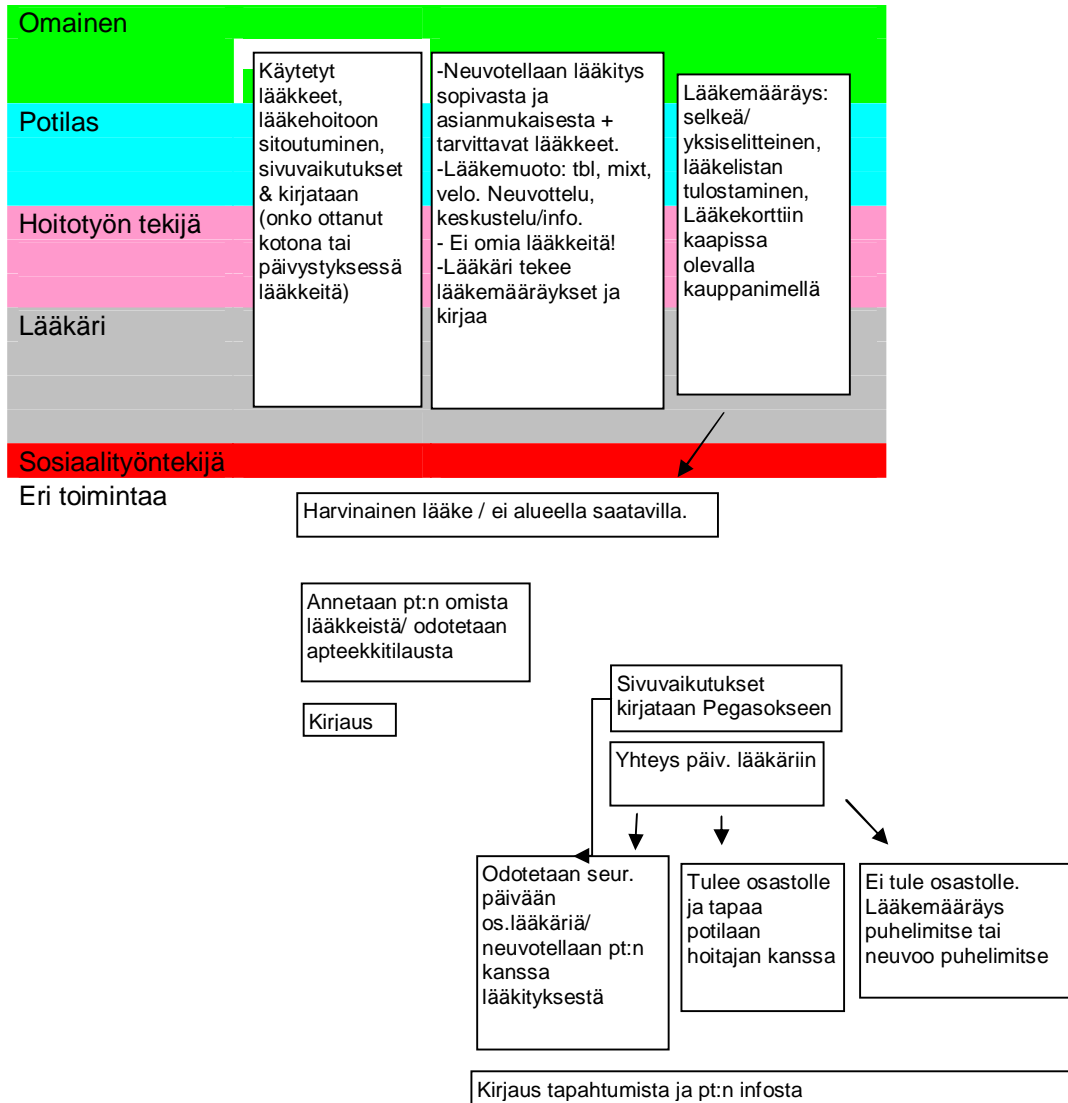 Omainen
Potilas
Hoitotyön tekijä
Lääkäri
Sosiaalityöntekijä
Eri toimintaa
Käytetyt
lääkkeet,
lääkehoitoon
sitoutuminen,
sivuvaikutukset
& kirjataan
(onko ottanut
kotona tai
päivystyksessä
lääkkeitä)
-Neuvotellaan lääkitys
sopivasta ja
asianmukaisesta +
tarvittavat lääkkeet.
-Lääkemuoto: tbl, mixt,
velo. Neuvottelu,
keskustelu/info.
- Ei omia lääkkeitä!
-Lääkäri tekee
lääkemääräykset ja
kirjaa
Lääkemääräys:
selkeä/
yksiselitteinen,
lääkelistan
tulostaminen,
Lääkekorttiin
kaapissa
olevalla
kauppanimellä
Harvinainen lääke / ei alueella saatavilla.
Annetaan pt:n omista
lääkkeistä/ odotetaan
apteekkitilausta
Kirjaus
Sivuvaikutukset
kirjataan Pegasokseen
Yhteys päiv. lääkäriin
Odotetaan seur.
päivään
os.lääkäriä/
neuvotellaan pt:n
kanssa
lääkityksestä
Tulee osastolle
ja tapaa
potilaan
hoitajan kanssa
Ei tule osastolle.
Lääkemääräys
puhelimitse tai
neuvoo puhelimitse
Kirjaus tapahtumista ja pt:n infosta